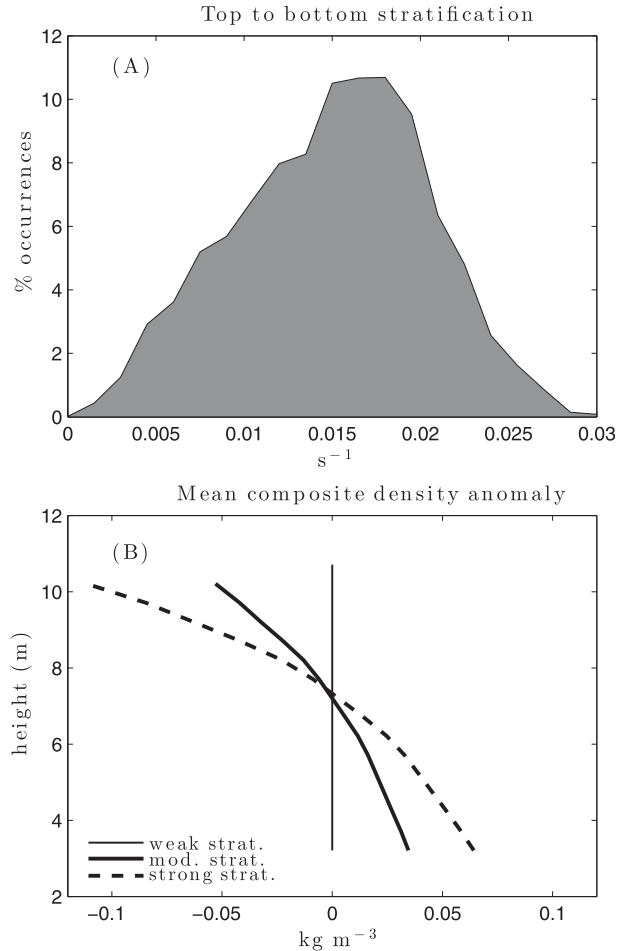 Top to bottom stratification
(A)
% occurrences
12
10
8
6
4
2
0
0 0.005 0.01 0.015 0.02 0.025 0.03
s−1
Mean composite density anomaly
(B)
height (m)
12
10
8
6
4
2
weak strat.
mod. strat.
strong strat.
−0.1 −0.05 0 0.05 0.1
kg m−3